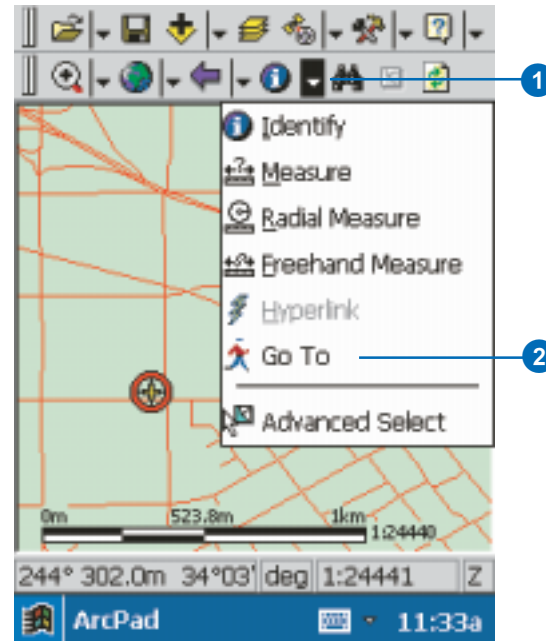 1
Identify
Measure
Radial Measure
Freehand Measure
Hyperlink
Go To
2
Advanced Select
0m 523.8m 1km
1:24440
244° 302.0m 34°03' deg 1:24441 Z
ArcPad 11:33a